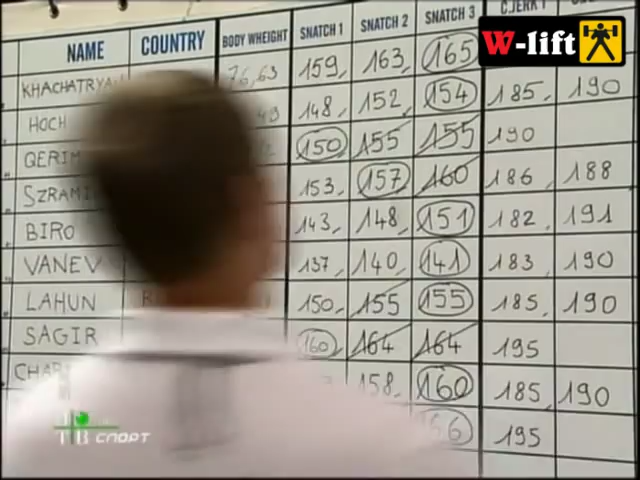 NAME COUNTRY BODY WHEIGHT SNATCH 1 SNATCH 2 SNATCH 3 C.JERK 1
W-lift
KHACHATRYAN 76,63 159, 163, 165 185, 190
HOCH 148, 152, 154 190
GERIM 150 155 155 186, 188
SZRAMI 153, 157 160 182, 191
BIRO 143, 148, 151 183, 190
VANEV 137, 140, 141 185, 190
LAHUN 150, 155 155 195
SAGIR 160 164 164 185, 190
CHAR 158, 160 195
НТВ СПОРТ